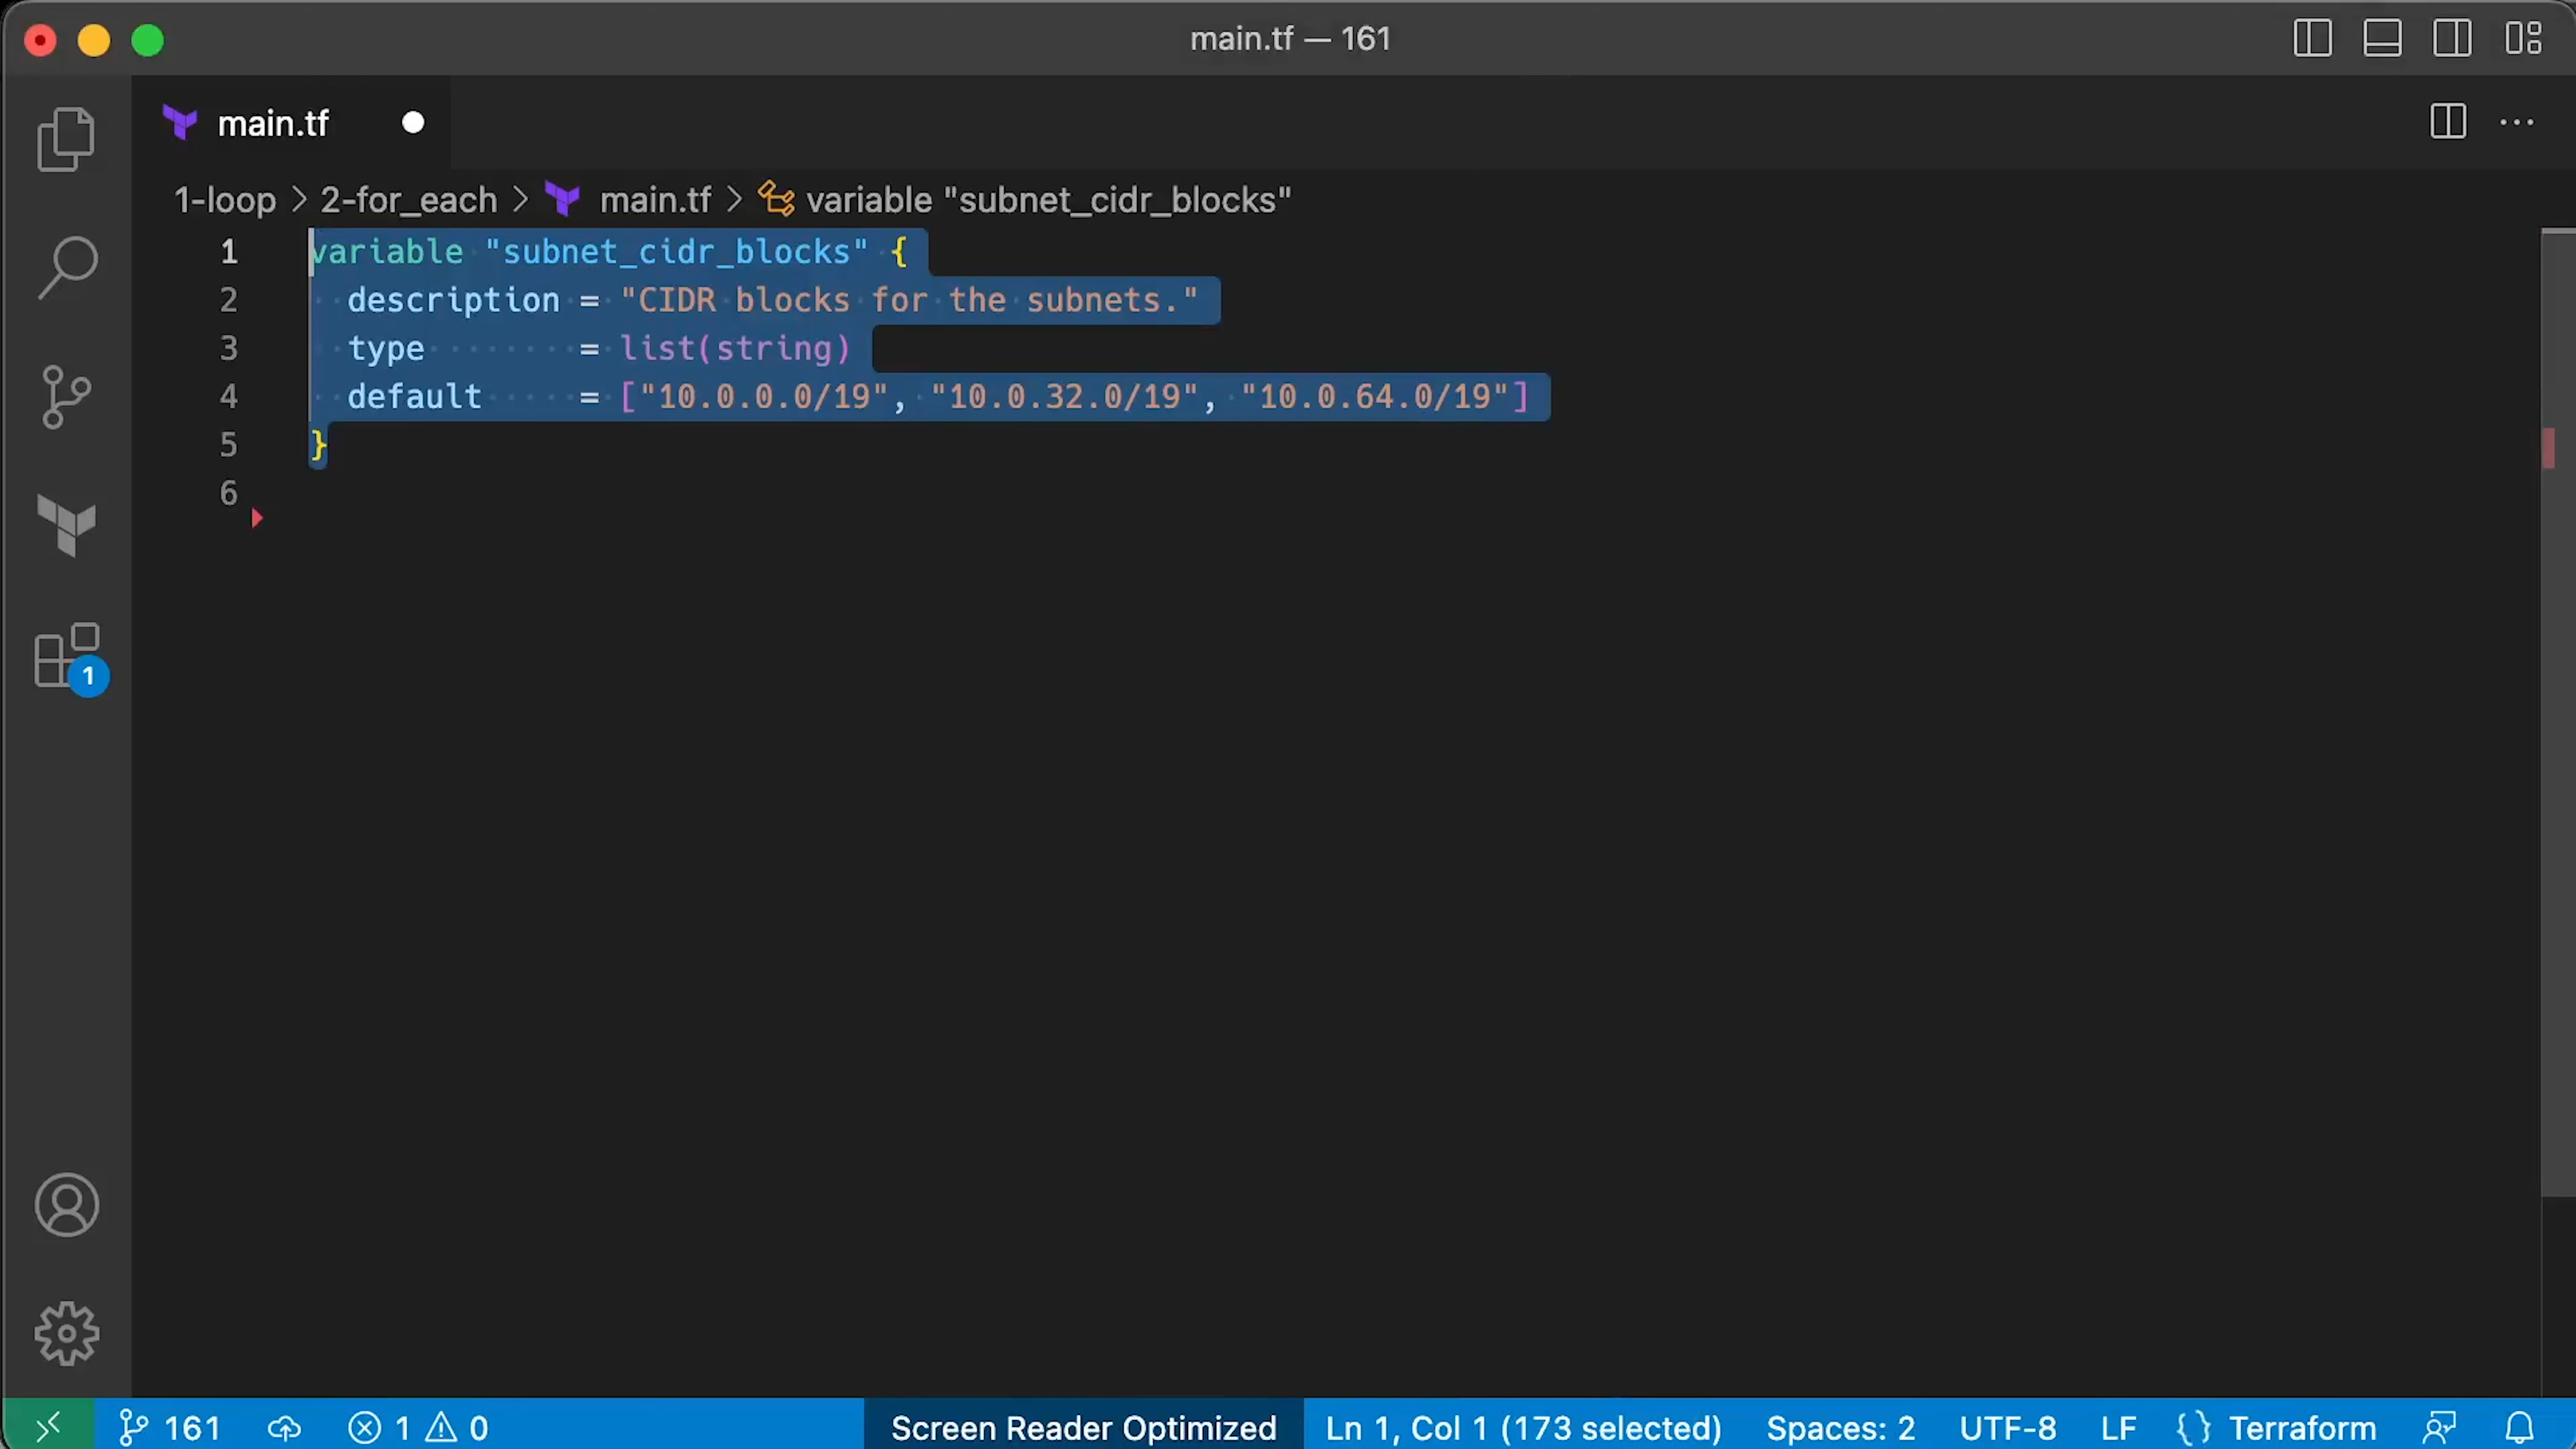 main.tf — 161
main.tf
1-loop > 2-for_each > main.tf > variable "subnet_cidr_blocks"
1 variable "subnet_cidr_blocks" {
2   description = "CIDR blocks for the subnets."
3   type        = list(string)
4   default     = ["10.0.0.0/19", "10.0.32.0/19", "10.0.64.0/19"]
5 }
6
1
161 1 0 Screen Reader Optimized Ln 1, Col 1 (173 selected) Spaces: 2 UTF-8 LF {} Terraform